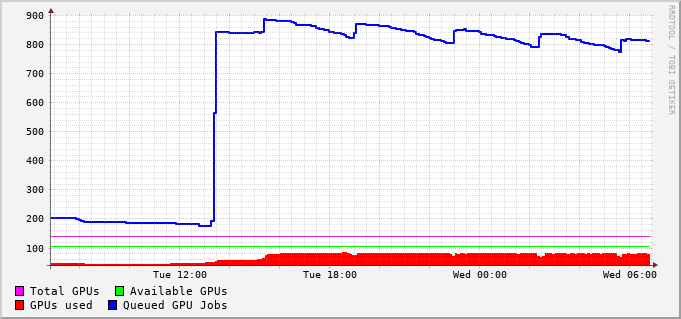 900
800
700
600
500
400
300
200
100
Tue 12:00 Tue 18:00 Wed 00:00 Wed 06:00
Total GPUs Available GPUs
GPUs used Queued GPU Jobs
RRDTOOL / TOBI OETIKER